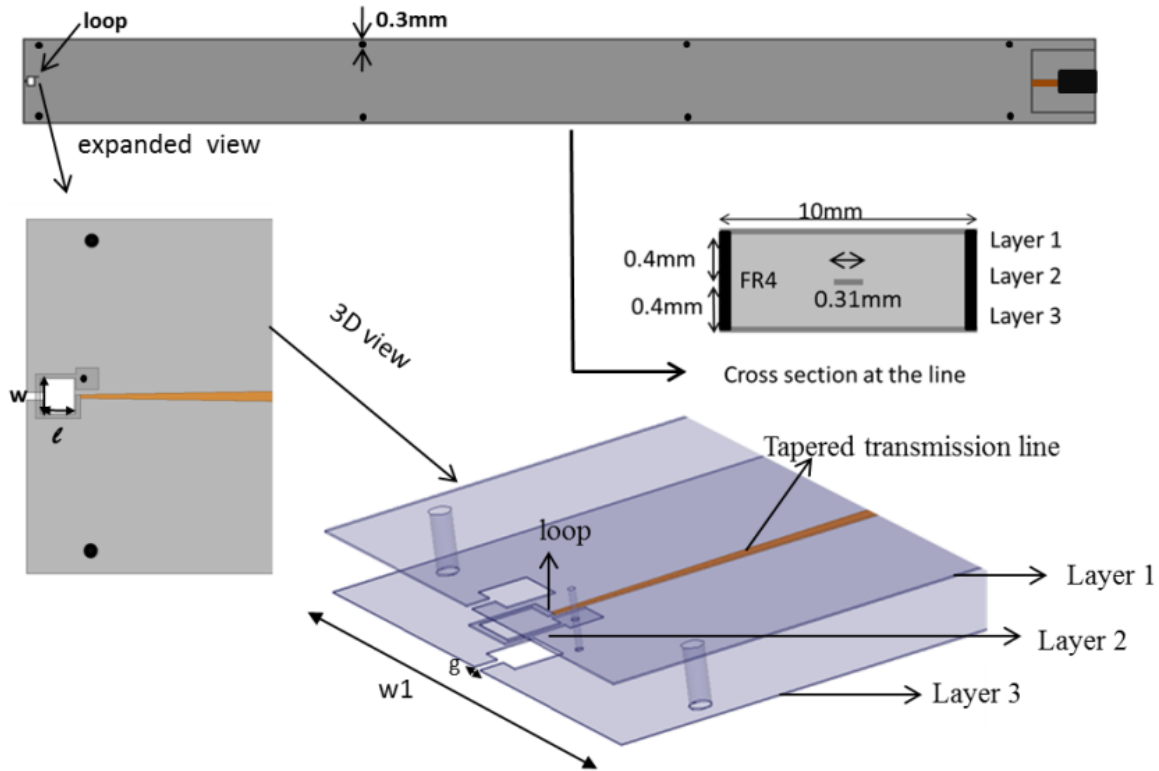 loop
0.3mm
expanded view
10mm
Layer 1
0.4mm
FR4
Layer 2
0.31mm
0.4mm
Layer 3
Cross section at the line
3D view
w
ℓ
Tapered transmission line
loop
Layer 1
Layer 2
g
w1
Layer 3